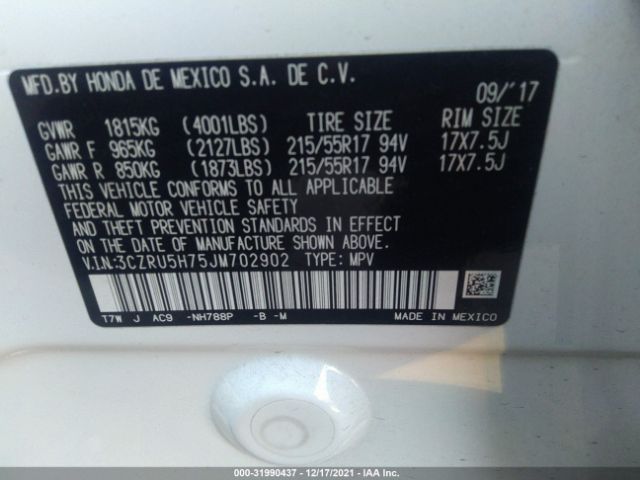 MFD.BY HONDA DE MEXICO S.A. DE C.V. 09/'17
GVWR 1815KG (4001LBS) TIRE SIZE RIM SIZE
GAWR F 965KG (2127LBS) 215/55R17 94V 17X7.5J
GAWR R 850KG (1873LBS) 215/55R17 94V 17X7.5J
THIS VEHICLE CONFORMS TO ALL APPLICABLE
FEDERAL MOTOR VEHICLE SAFETY
AND THEFT PREVENTION STANDARDS IN EFFECT
ON THE DATE OF MANUFACTURE SHOWN ABOVE.
V.I.N:3CZRU5H75JM702902 TYPE: MPV
T7W J AC9 -NH788P -B -M MADE IN MEXICO
000-31990437 - 12/17/2021 - IAAI.COM